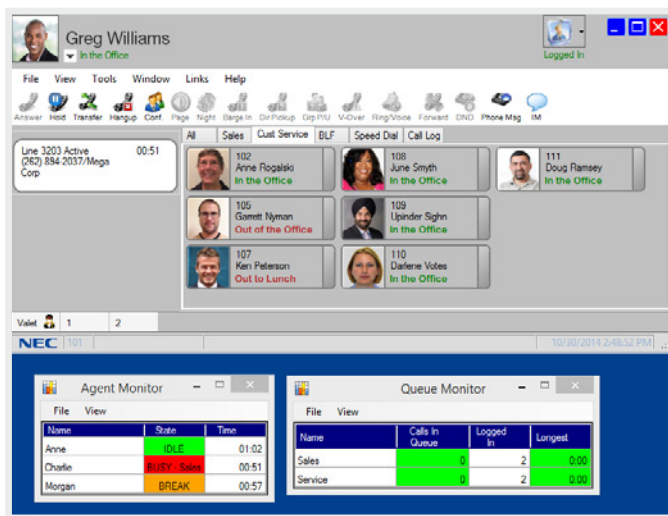 Greg Williams
In the Office
Logged In
File View Tools Window Links Help
Answer Hold Transfer Hangup Conf. Page Night Barge In Dir Pickup Grp P/U V-Over Ring/Voice Forward DND Phone Msg IM
All Sales Cust Service BLF Speed Dial Call Log
Line 3203 Active 00:51
(262) 894-2037/Mega
Corp
102
Anne Rogalski
In the Office
108
June Smyth
In the Office
111
Doug Ramsey
In the Office
105
Garrett Nyman
Out of the Office
109
Upinder Sighn
In the Office
107
Ken Peterson
Out to Lunch
110
Darlene Votes
In the Office
Valet 1 2
NEC 101 10/30/2014 2:48:52 PM
Agent Monitor
File View
Name State Time
Anne IDLE 01:02
Charlie BUSY - Sales 00:51
Morgan BREAK 00:57
Queue Monitor
File View
Name Calls In Queue Logged In Longest
Sales 0 2 0:00
Service 0 2 0:00